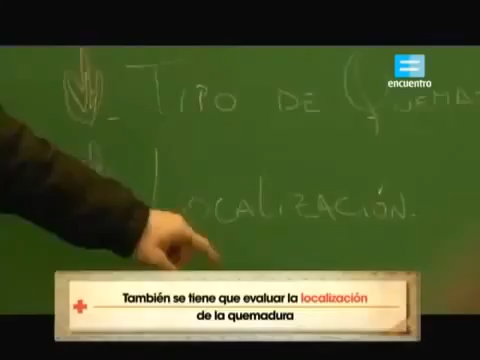 encuentro
TIPO DE
LOCALIZACIÓN.
También se tiene que evaluar la localización
de la quemadura